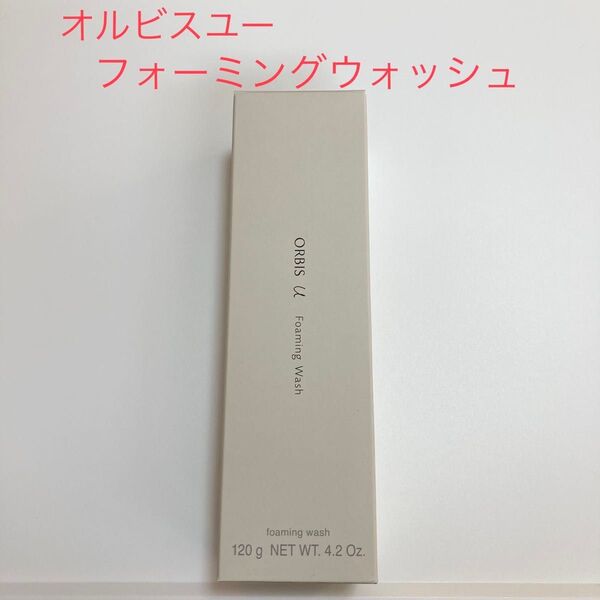 オルビスユー
フォーミングウォッシュ
ORBIS u Foaming Wash
foaming wash
120 g NET WT. 4.2 Oz.